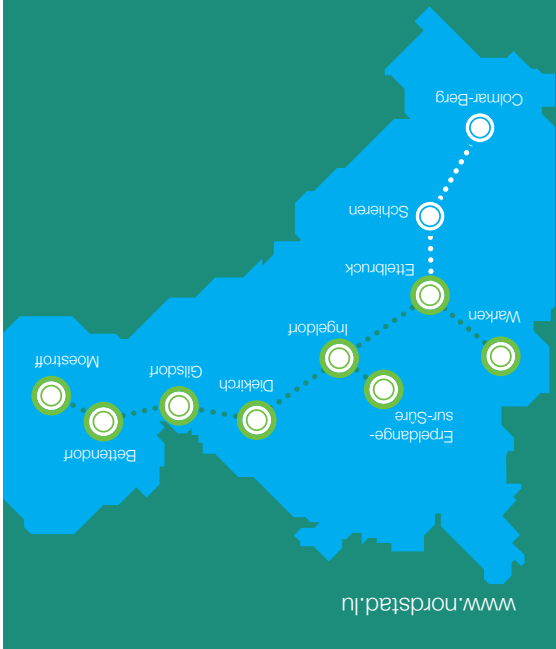 www.nordstad.lu
Erpeldange-
sur-Sûre
Warken
Bettendorf
Diekirch
Gilsdorf
Moestroff
Ingeldorf
Ettelbruck
Schieren
Colmar-Berg